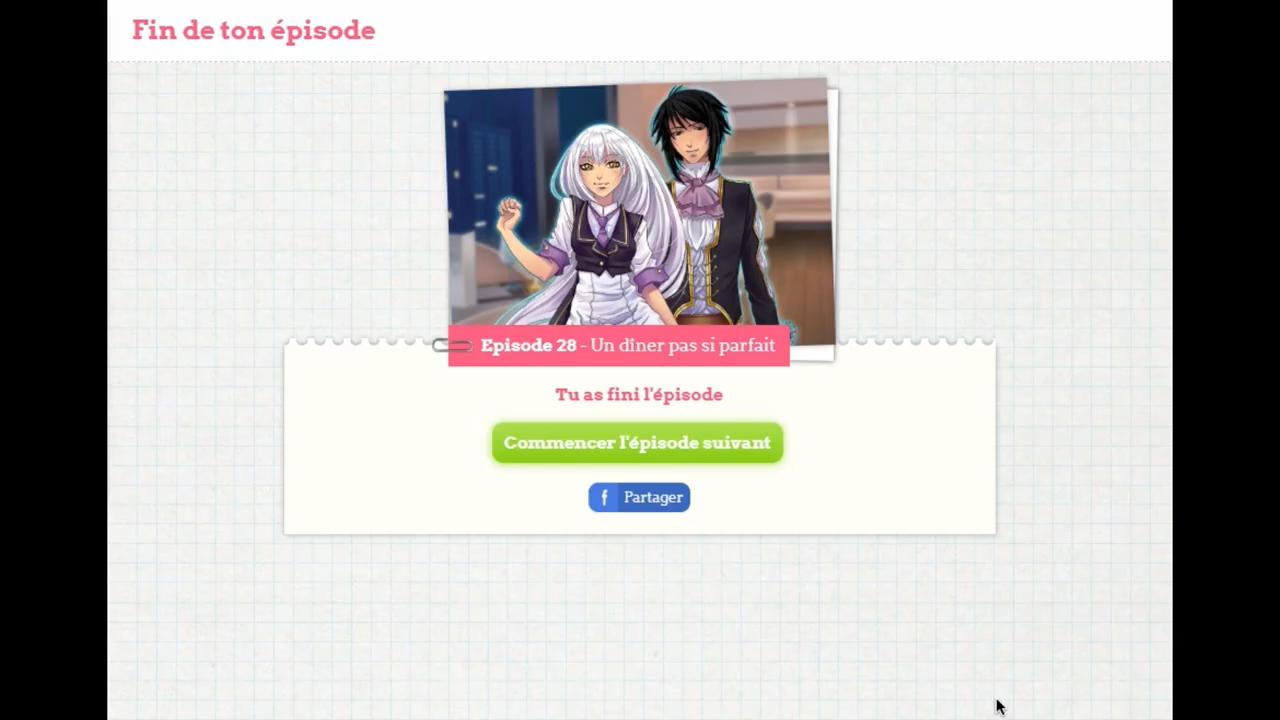 Fin de ton épisode
Episode 28 - Un dîner pas si parfait
Tu as fini l'épisode
Commencer l'épisode suivant
f Partager